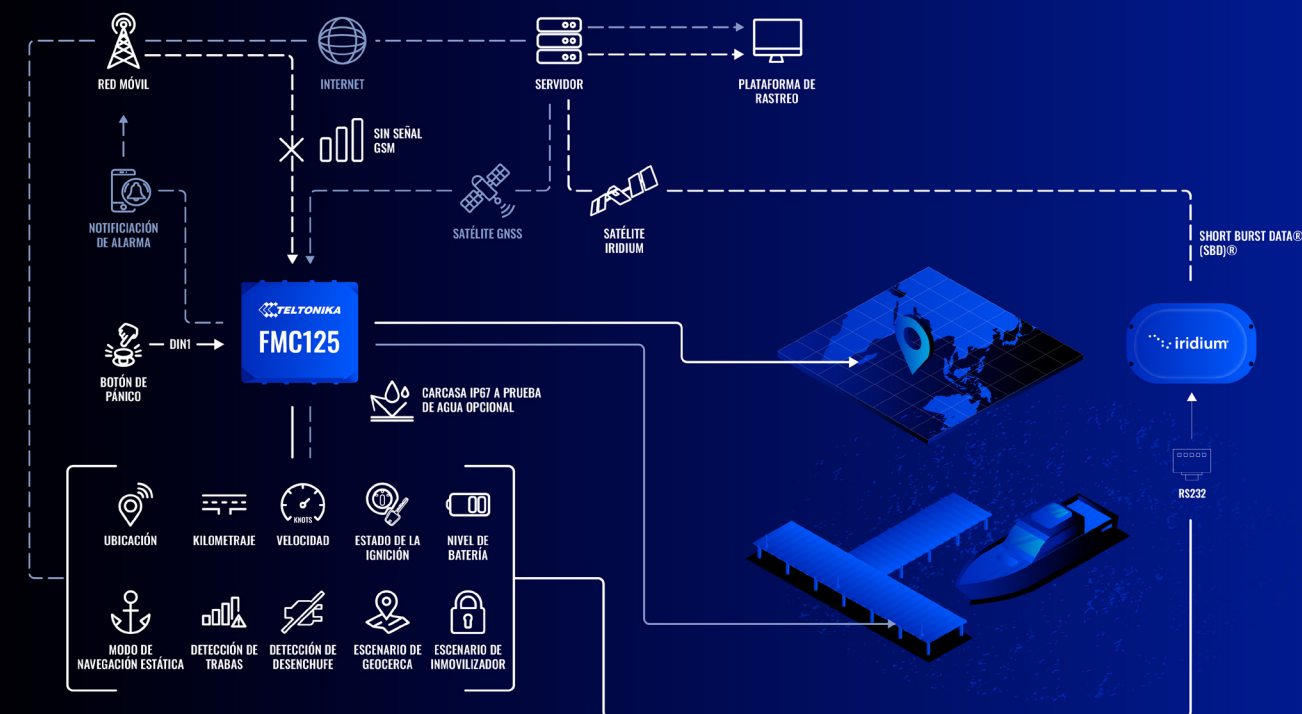 RED MÓVIL
INTERNET
SERVIDOR
PLATAFORMA DE
RASTREO
SIN SEÑAL
GSM
NOTIFICIACIÓN
DE ALARMA
SATÉLITE GNSS
SATÉLITE
IRIDIUM
SHORT BURST DATA®
(SBD)®
TELTONIKA
FMC125
iridium
DIN1
BOTÓN DE
PÁNICO
CARCASA IP67 A PRUEBA
DE AGUA OPCIONAL
RS232
KNOTS
UBICACIÓN
KILOMETRAJE
VELOCIDAD
ESTADO DE LA
IGNICIÓN
NIVEL DE
BATERÍA
MODO DE
NAVEGACIÓN ESTÁTICA
DETECCIÓN DE
TRABAS
DETECCIÓN DE
DESENCHUFE
ESCENARIO DE
GEOCERCA
ESCENARIO DE
INMOVILIZADOR